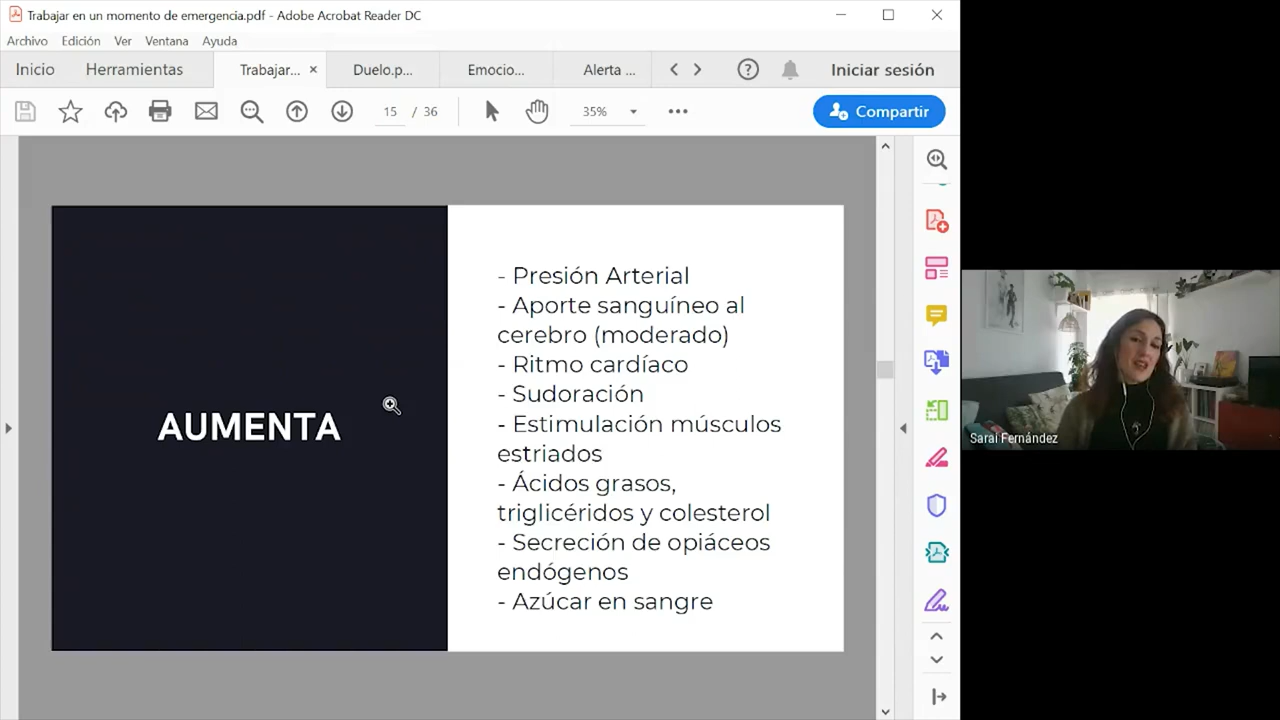 Trabajar en un momento de emergencia.pdf - Adobe Acrobat Reader DC
Archivo Edición Ver Ventana Ayuda
Inicio Herramientas Trabajar... Duelo.p... Emocio... Alerta ... Iniciar sesión
15 / 36 35% Compartir
AUMENTA
- Presión Arterial
- Aporte sanguíneo al
cerebro (moderado)
- Ritmo cardíaco
- Sudoración
- Estimulación músculos
estriados
- Ácidos grasos,
triglicéridos y colesterol
- Secreción de opiáceos
endógenos
- Azúcar en sangre
Sarai Fernández